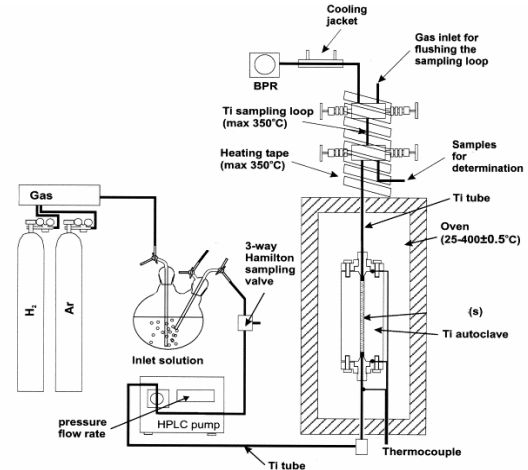 Cooling
jacket
Gas inlet for
flushing the
sampling loop
BPR
Ti sampling loop
(max 350°C)
Heating tape
(max 350°C)
Samples
for
determination
Ti tube
Gas
Oven
(25-400±0.5°C)
3-way
Hamilton
sampling
valve
H₂
Ar
(s)
Ti autoclave
Inlet solution
pressure
flow rate
HPLC pump
Thermocouple
Ti tube